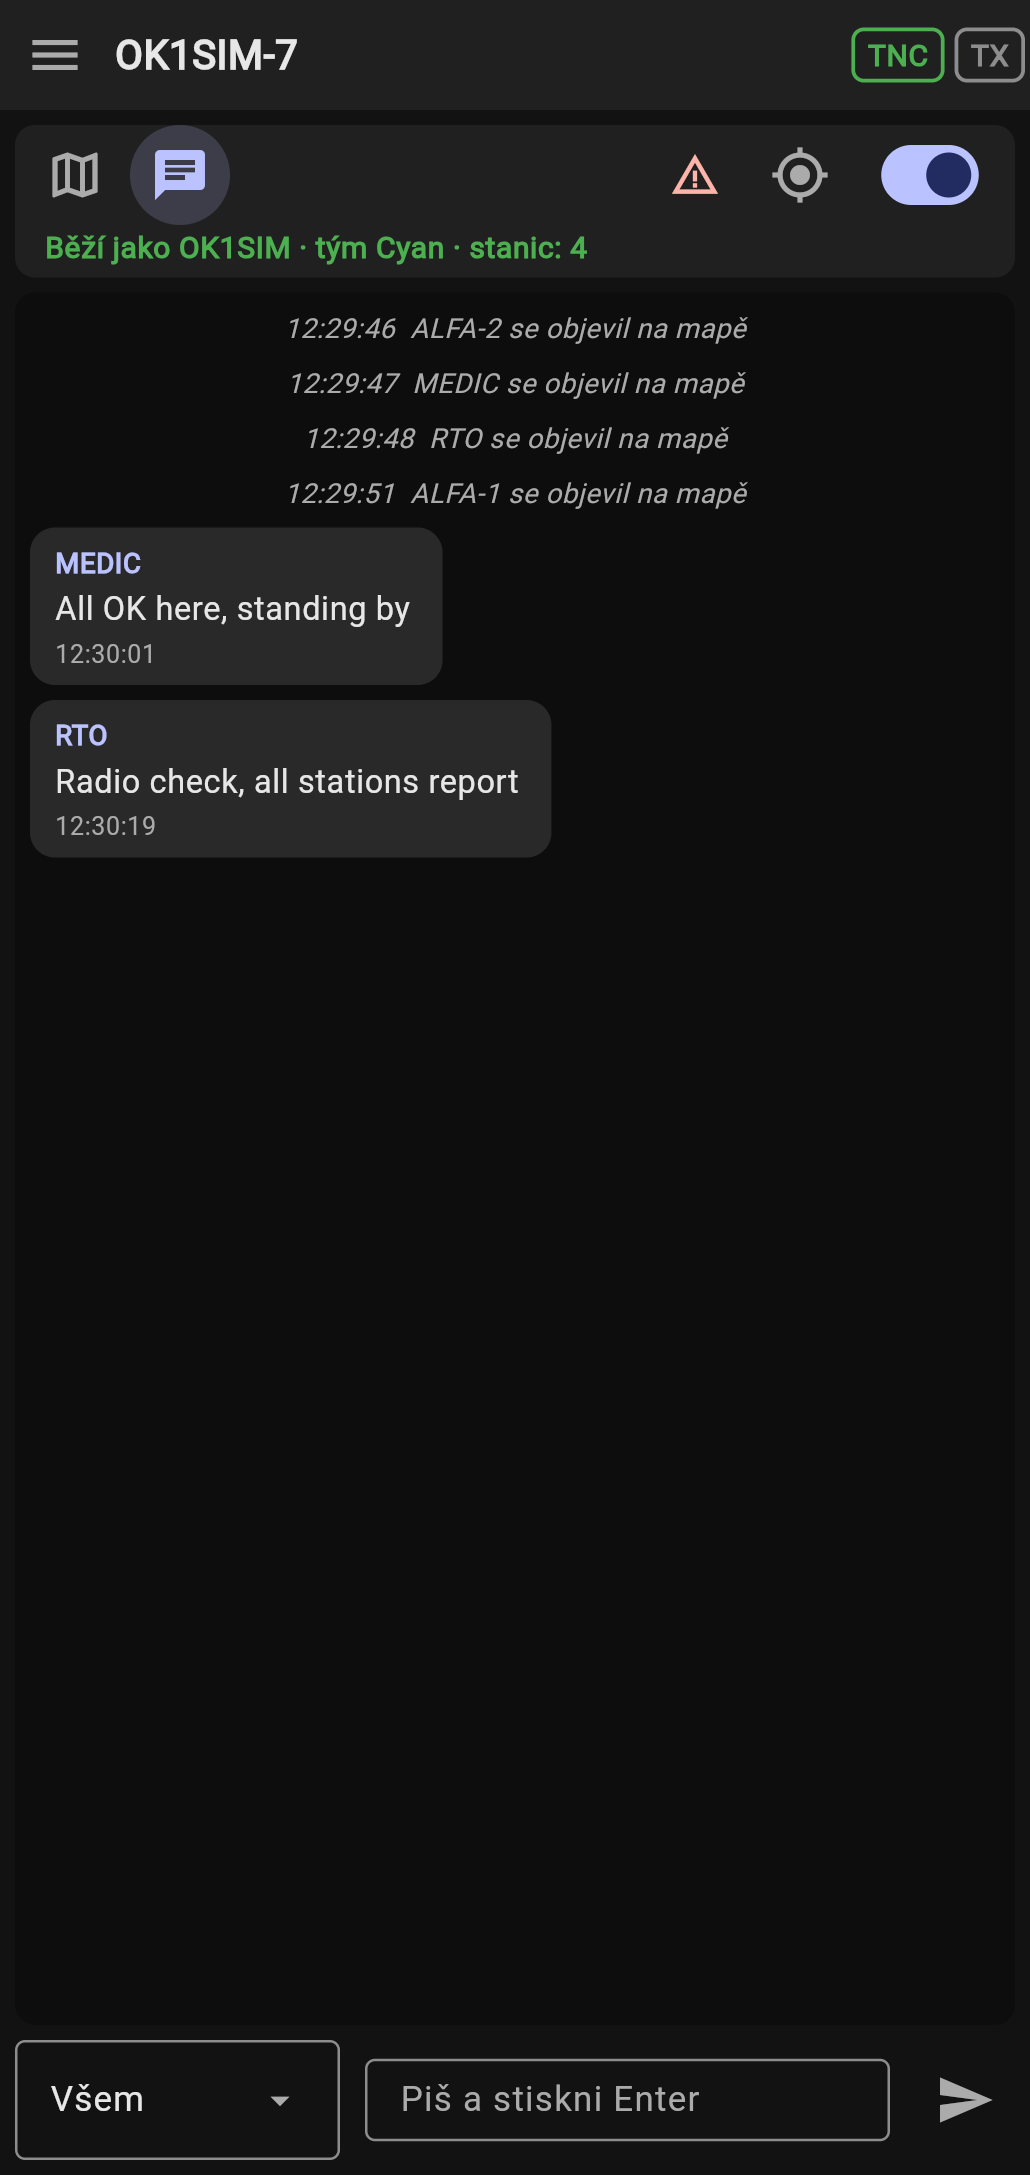 OK1SIM-7
TNC
TX
Běží jako OK1SIM · tým Cyan · stanic: 4
12:29:46 ALFA-2 se objevil na mapě
12:29:47 MEDIC se objevil na mapě
12:29:48 RTO se objevil na mapě
12:29:51 ALFA-1 se objevil na mapě
MEDIC
All OK here, standing by
12:30:01
RTO
Radio check, all stations report
12:30:19
Všem
Piš a stiskni Enter